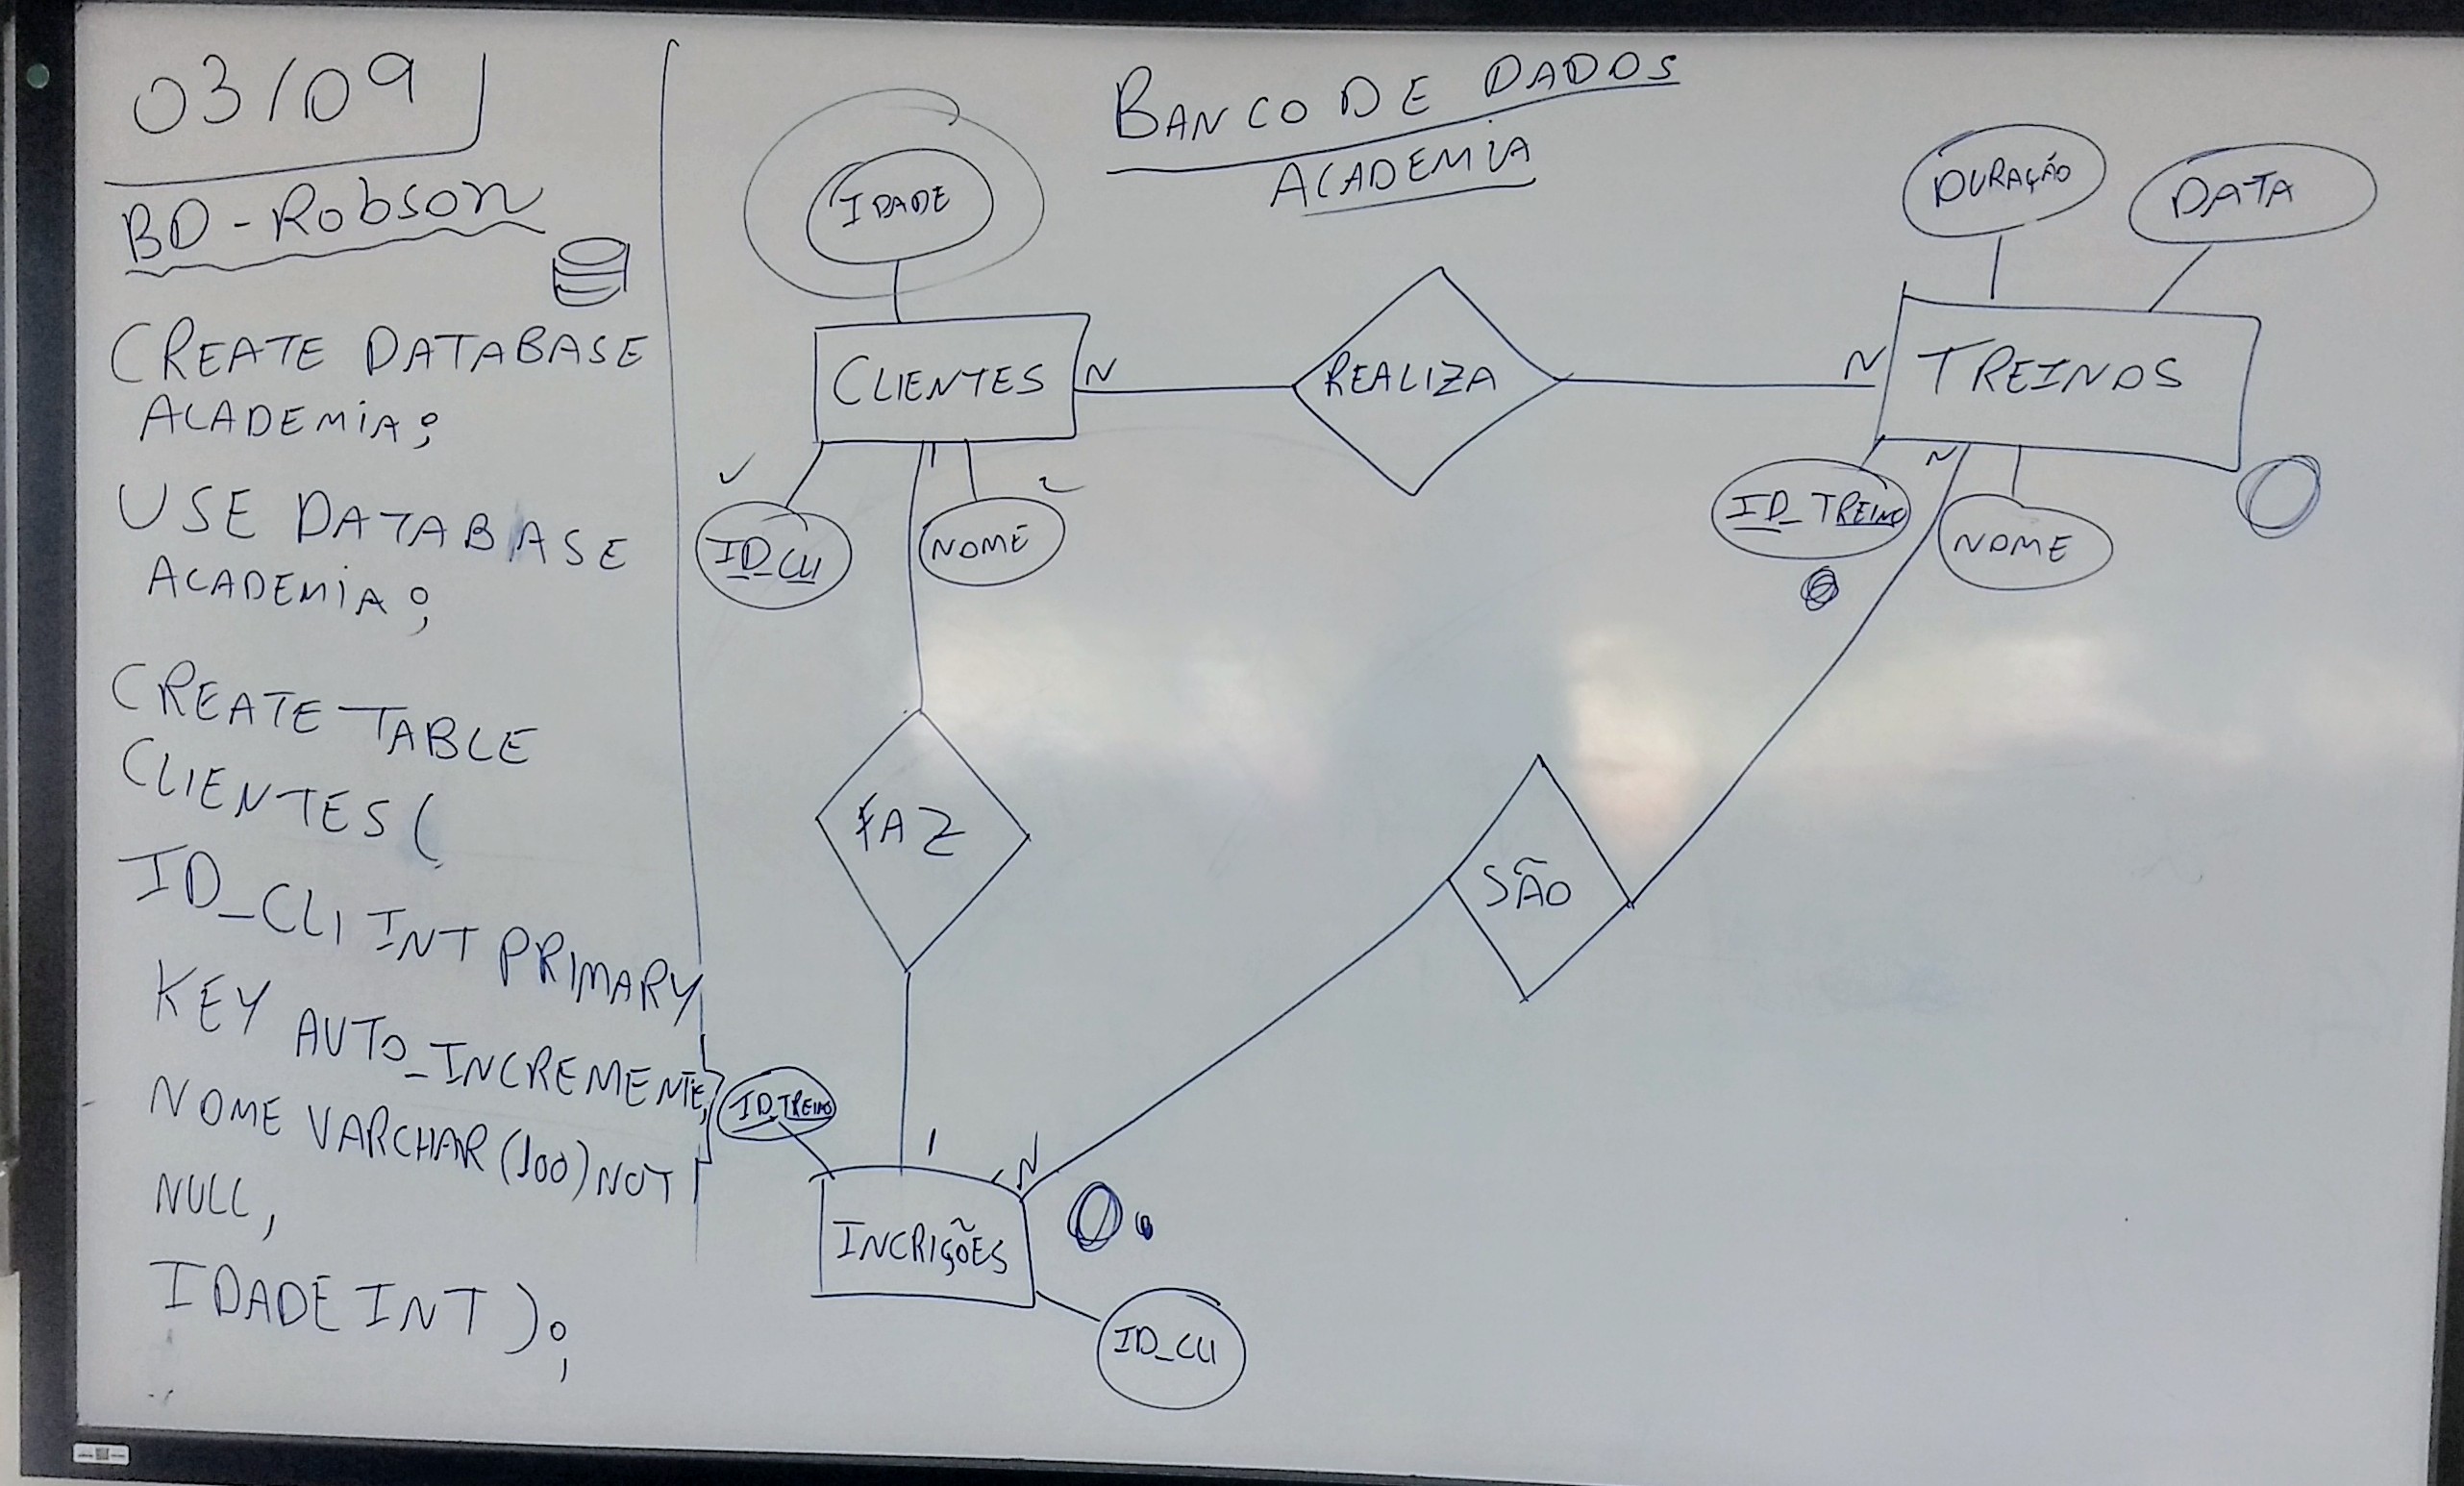 03/09
BD-Robson
CREATE DATABASE
ACADEMIA;
USE DATABASE
ACADEMIA;
CREATE TABLE
CLIENTES (
ID_CLI INT PRIMARY
KEY AUTO_INCREMENTE,
NOME VARCHAR (100) NOT
NULL,
IDADE INT );
BANCO DE DADOS
ACADEMIA
IDADE
DURAÇÃO
DATA
CLIENTES
N
REALIZA
N
TREINOS
1
N
ID_CLI
NOME
ID_TREINO
NOME
FAZ
SÃO
ID_TREINO
1
N
INCRIÇÕES
ID_CLI